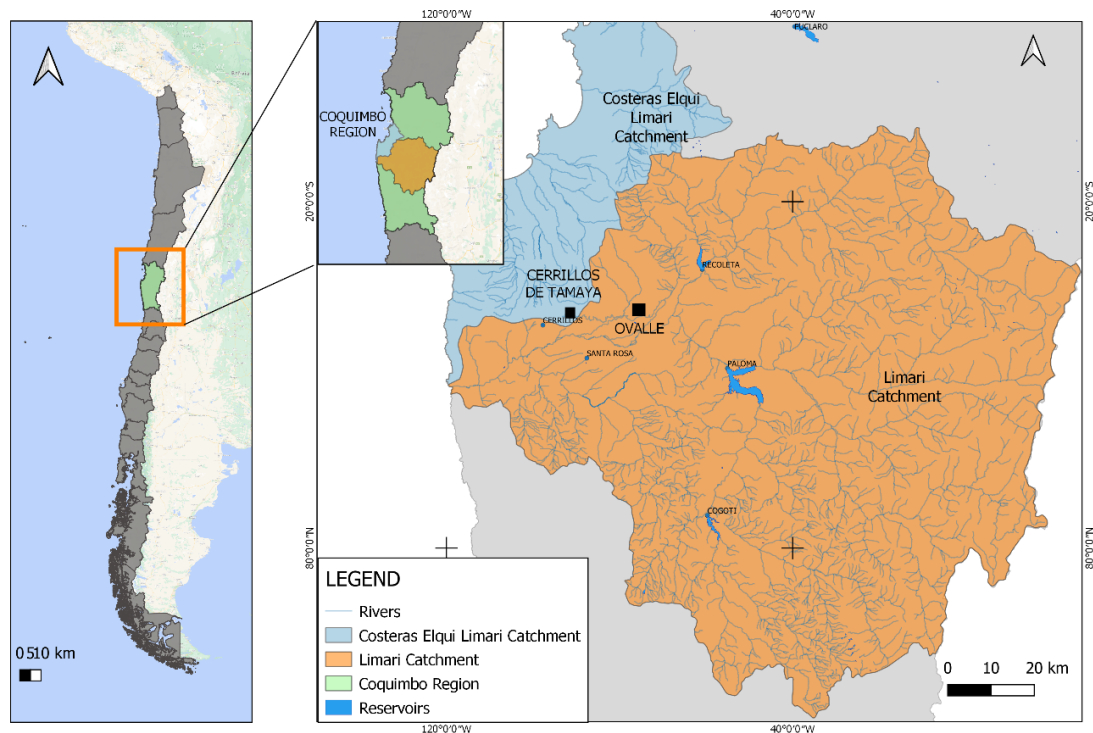 120°0'0"W
40°0'0"W
PUCLARO
COQUIMBO
REGION
Costeras Elqui
Limari
Catchment
20°0'0"S
20°0'0"S
RECOLETA
CERRILLOS
DE TAMAYA
CERRILLOS
OVALLE
SANTA ROSA
PALOMA
Limari
Catchment
COGOTI
80°0'0"N
80°0'0"N
LEGEND
Rivers
Costeras Elqui Limari Catchment
Limari Catchment
Coquimbo Region
Reservoirs
0 510 km
0 10 20 km
120°0'0"W
40°0'0"W